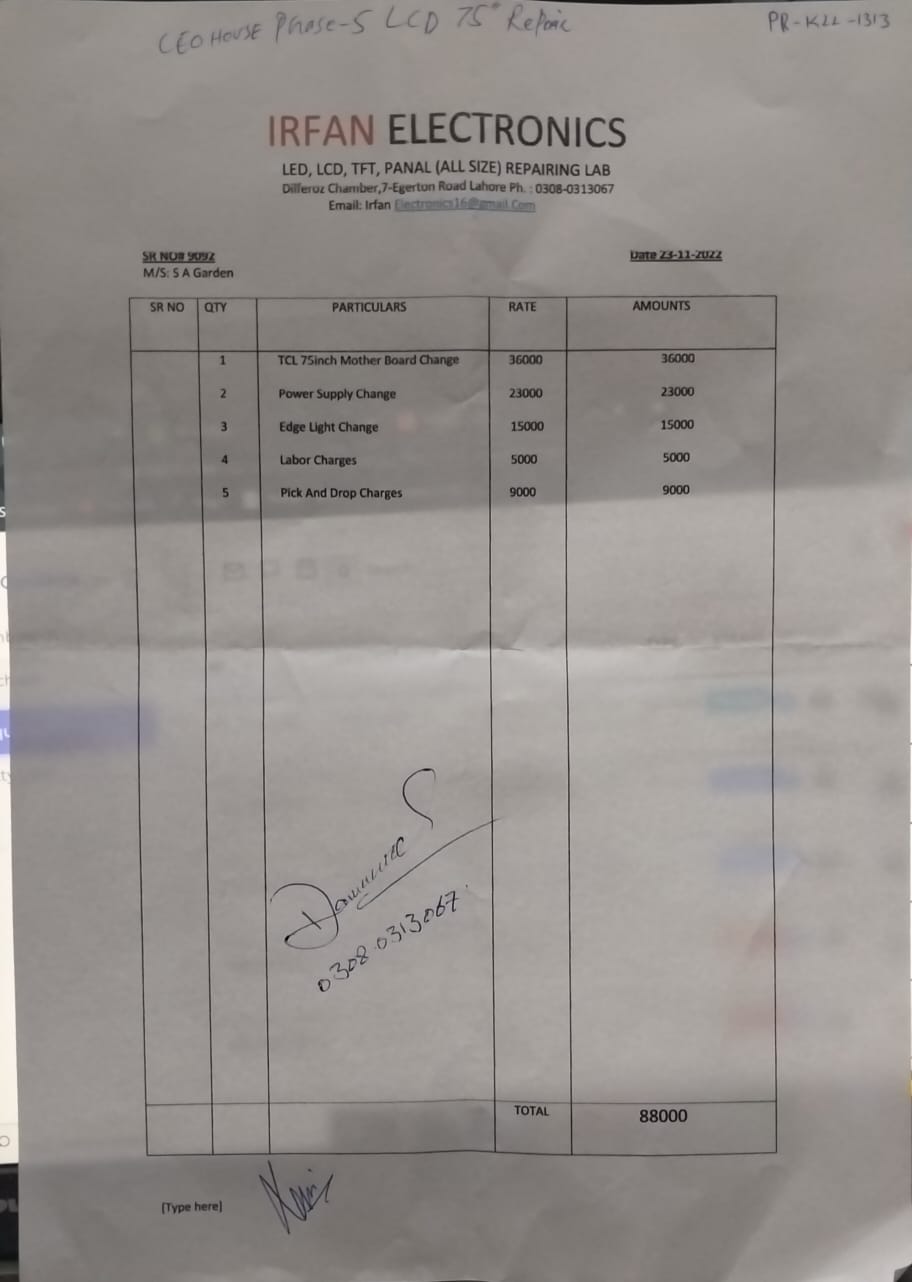 CEO HOUSE Phase-5 LCD 75" Repair
PR-KLL-1313
IRFAN ELECTRONICS
LED, LCD, TFT, PANAL (ALL SIZE) REPAIRING LAB
Dilferoz Chamber,7-Egerton Road Lahore Ph. : 0308-0313067
Email: Irfan Electronics16@gmail.Com
SR NO# 9092
Date 23-11-2022
M/S: S A Garden
SR NO QTY PARTICULARS RATE AMOUNTS
1 TCL 75inch Mother Board Change 36000 36000
2 Power Supply Change 23000 23000
3 Edge Light Change 15000 15000
4 Labor Charges 5000 5000
5 Pick And Drop Charges 9000 9000
0308-0313067.
TOTAL 88000
[Type here]